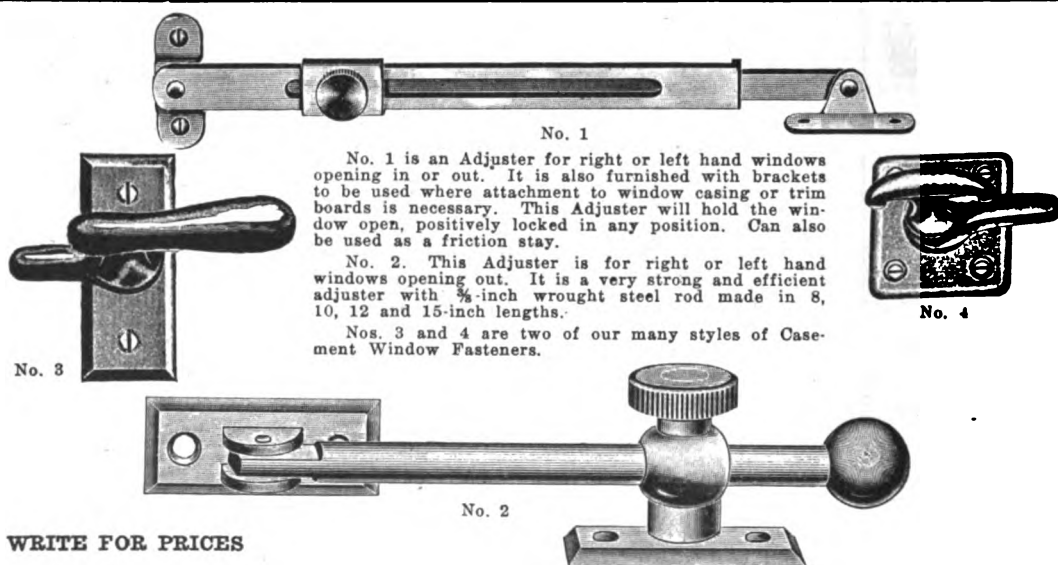 No. 1
No. 1 is an Adjuster for right or left hand windows
opening in or out. It is also furnished with brackets
to be used where attachment to window casing or trim
boards is necessary. This Adjuster will hold the win-
dow open, positively locked in any position. Can also
be used as a friction stay.
No. 2. This Adjuster is for right or left hand
windows opening out. It is a very strong and efficient
adjuster with ⅜-inch wrought steel rod made in 8,
10, 12 and 15-inch lengths.
Nos. 3 and 4 are two of our many styles of Case-
ment Window Fasteners.
No. 3
No. 4
No. 2
WRITE FOR PRICES